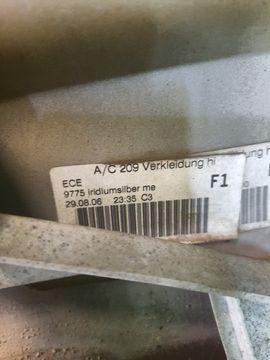 A/C 209 Verkleidung hi
ECE
F1
9775 iridiumsilber me
29.08.06 23:35 C3